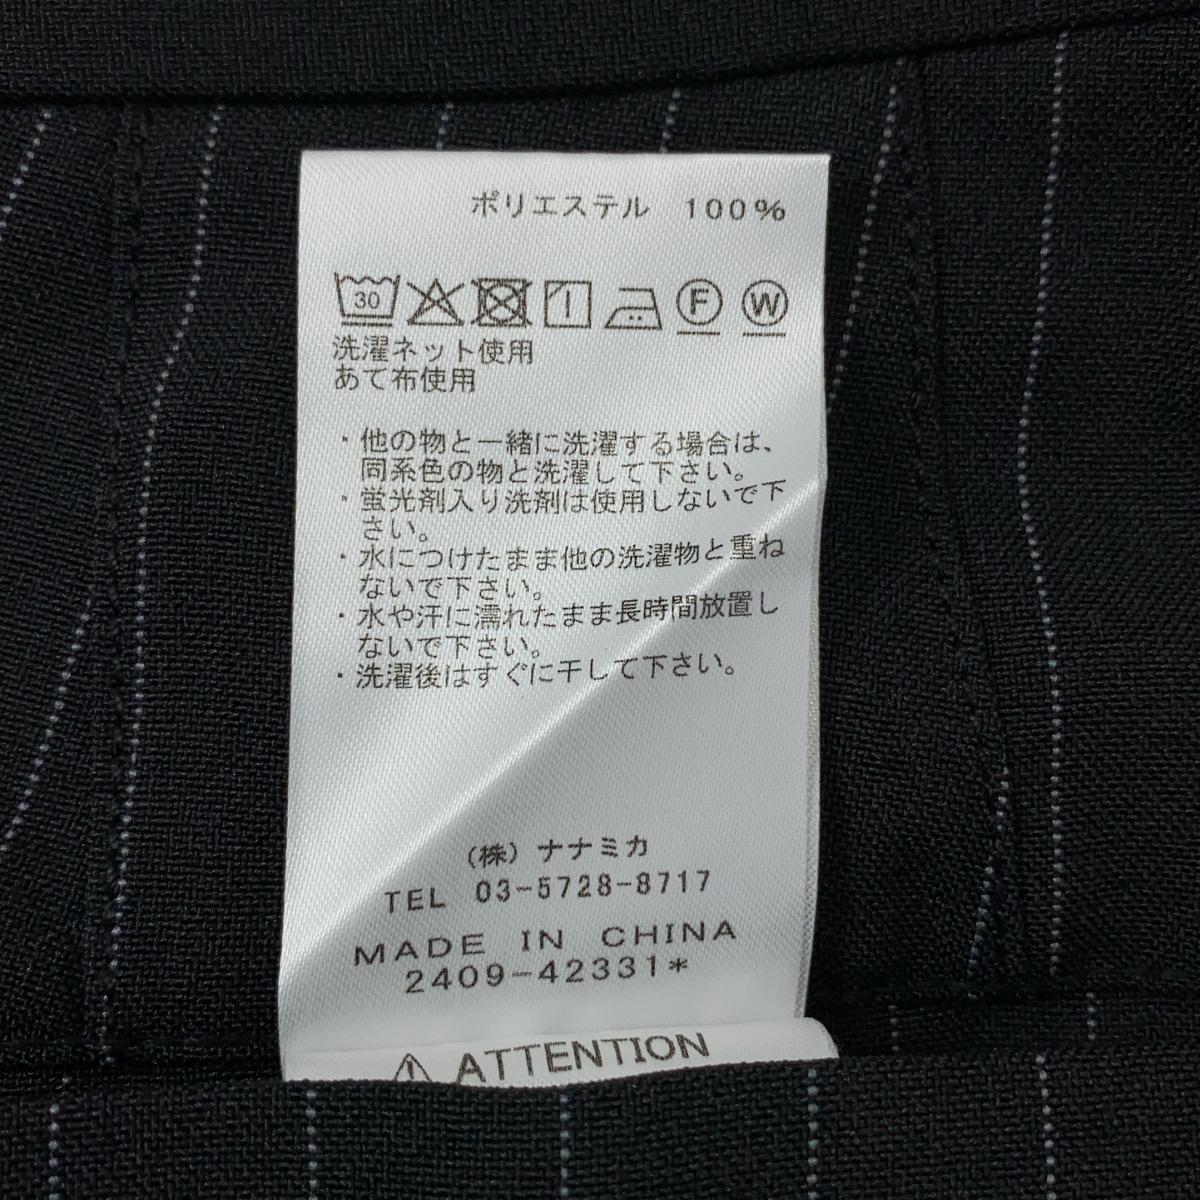 ポリエステル 100%
30 F W
洗濯ネット使用
あて布使用
・他の物と一緒に洗濯する場合は、
同系色の物と洗濯して下さい。
・蛍光剤入り洗剤は使用しないで下
さい。
・水につけたまま他の洗濯物と重ね
ないで下さい。
・水や汗に濡れたまま長時間放置し
ないで下さい。
・洗濯後はすぐに干して下さい。
(株) ナナミカ
TEL 03-5728-8717
MADE IN CHINA
2409-42331*
⚠ ATTENTION